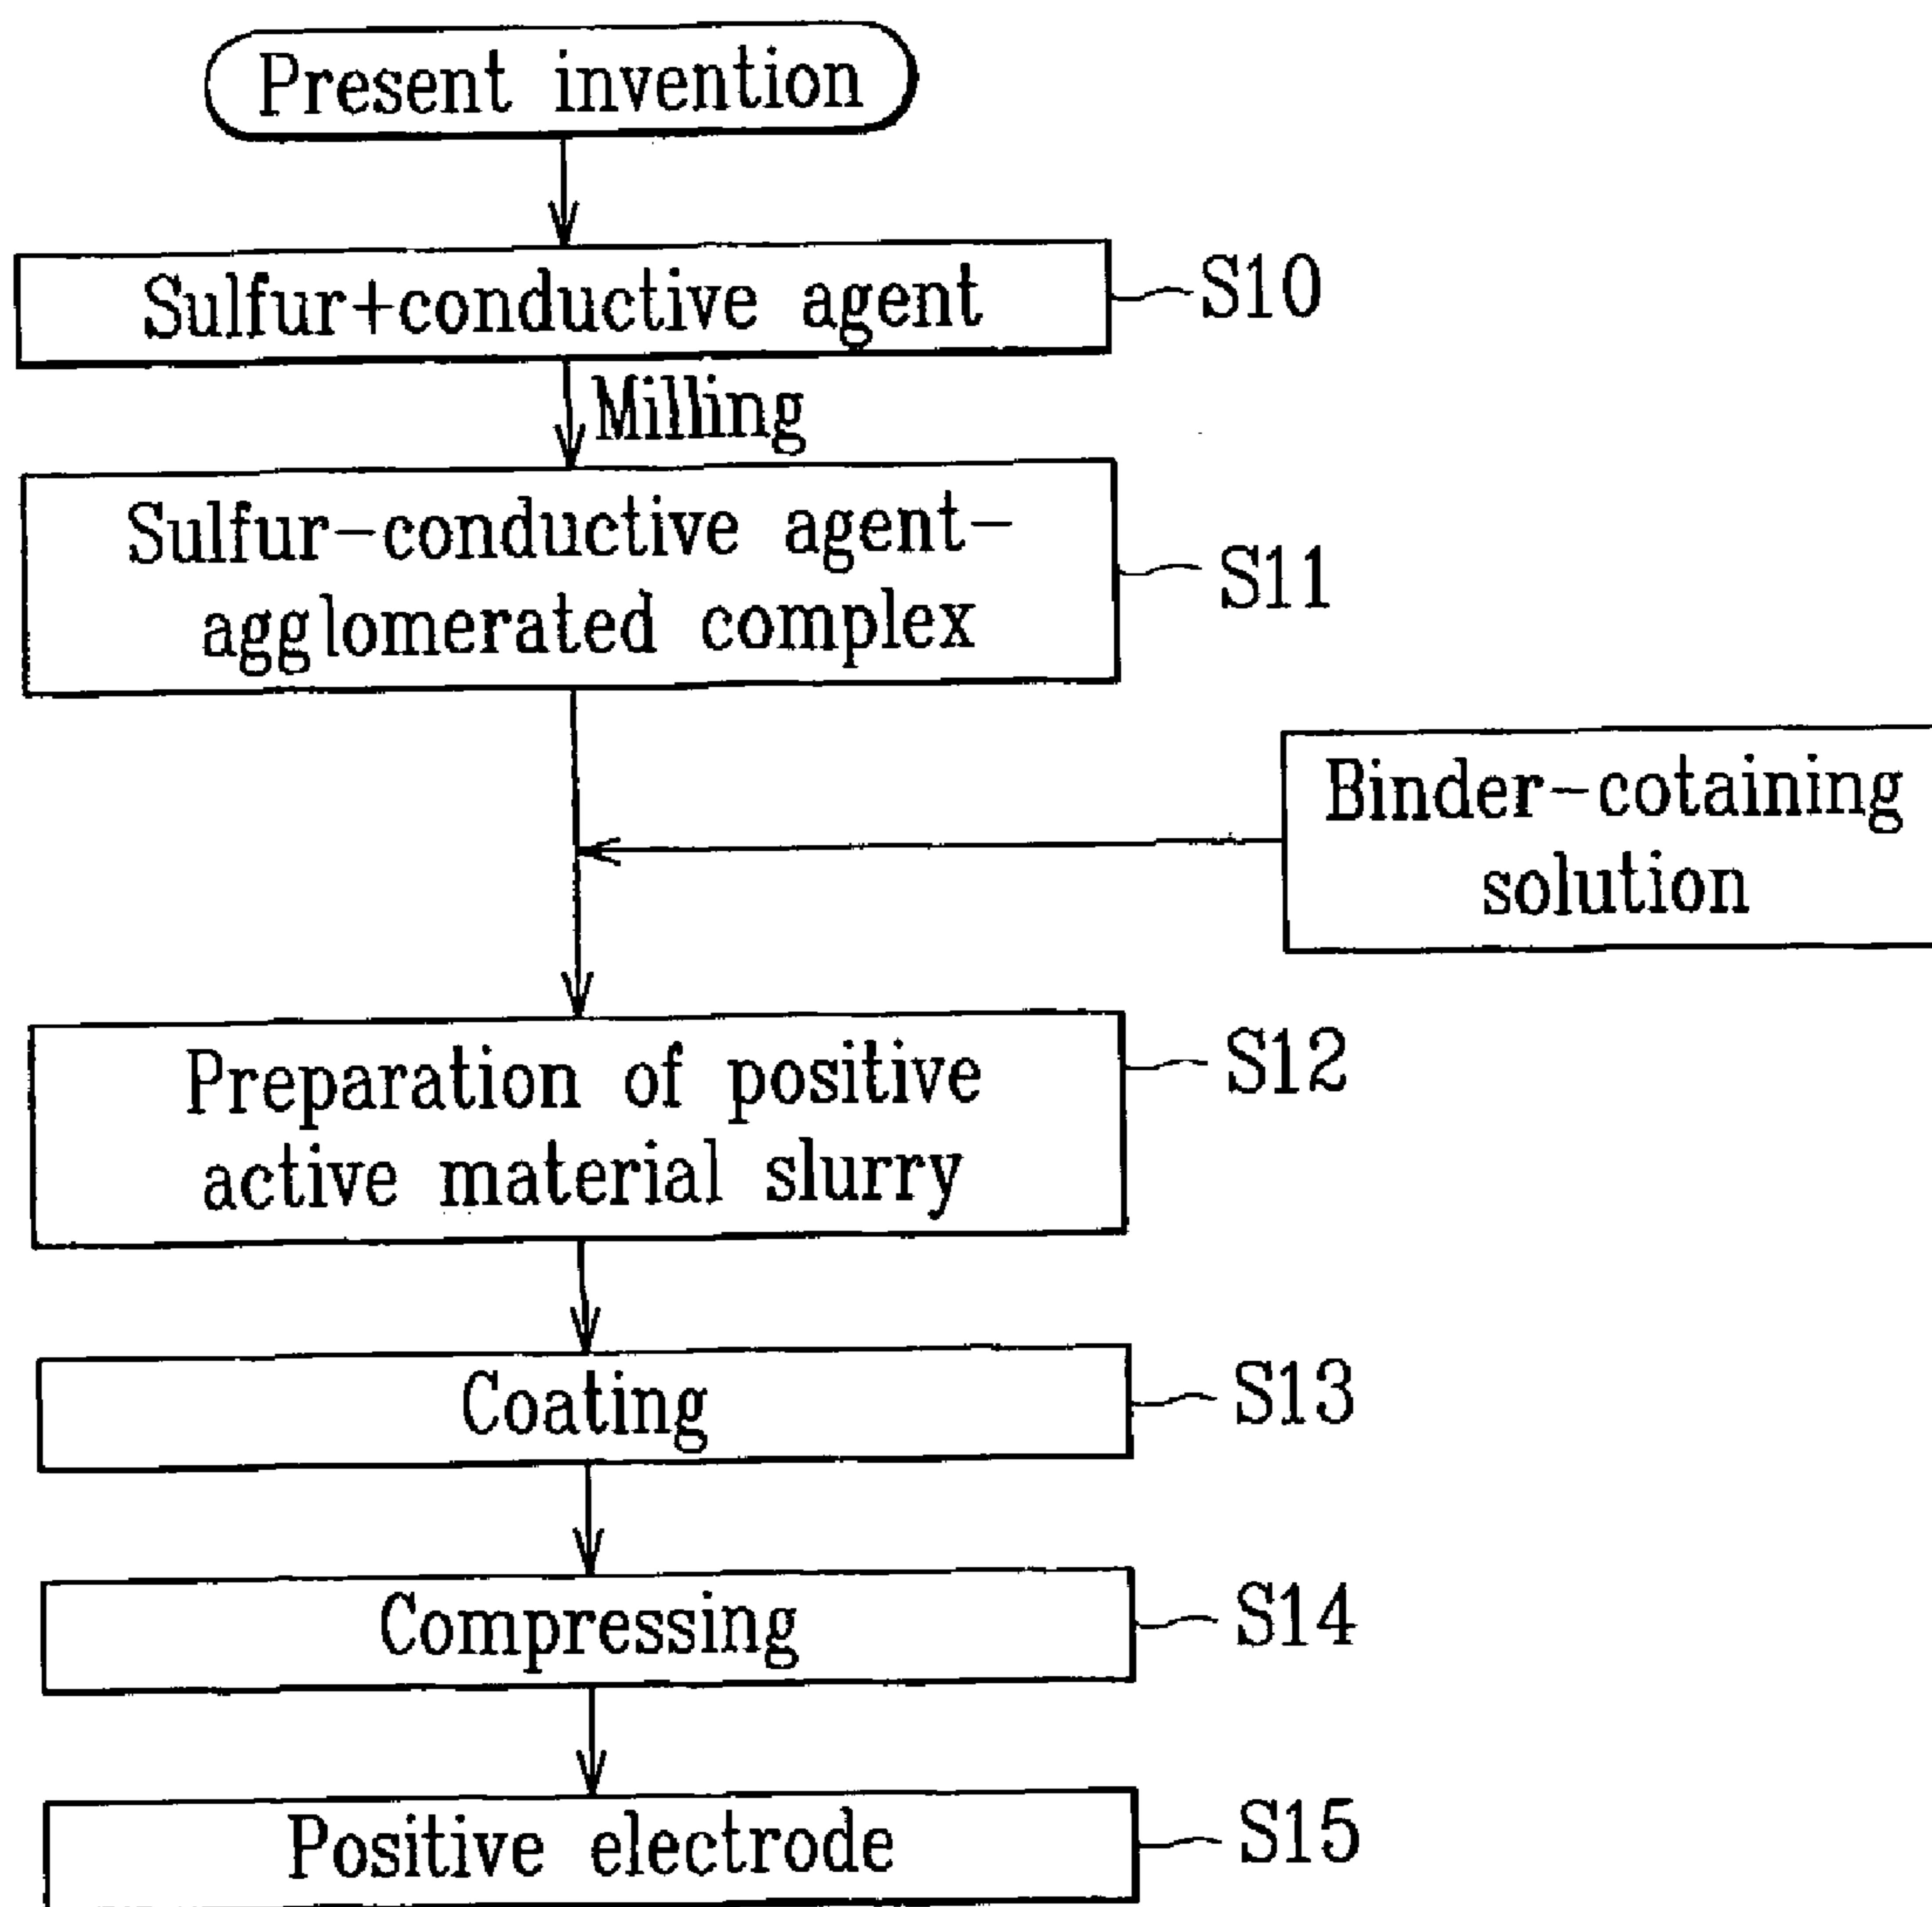 Present invention
Sulfur+conductive agent
S10
Milling
Sulfur-conductive agent-
agglomerated complex
S11
Binder-cotaining
solution
Preparation of positive
active material slurry
S12
Coating
S13
Compressing
S14
Positive electrode
S15